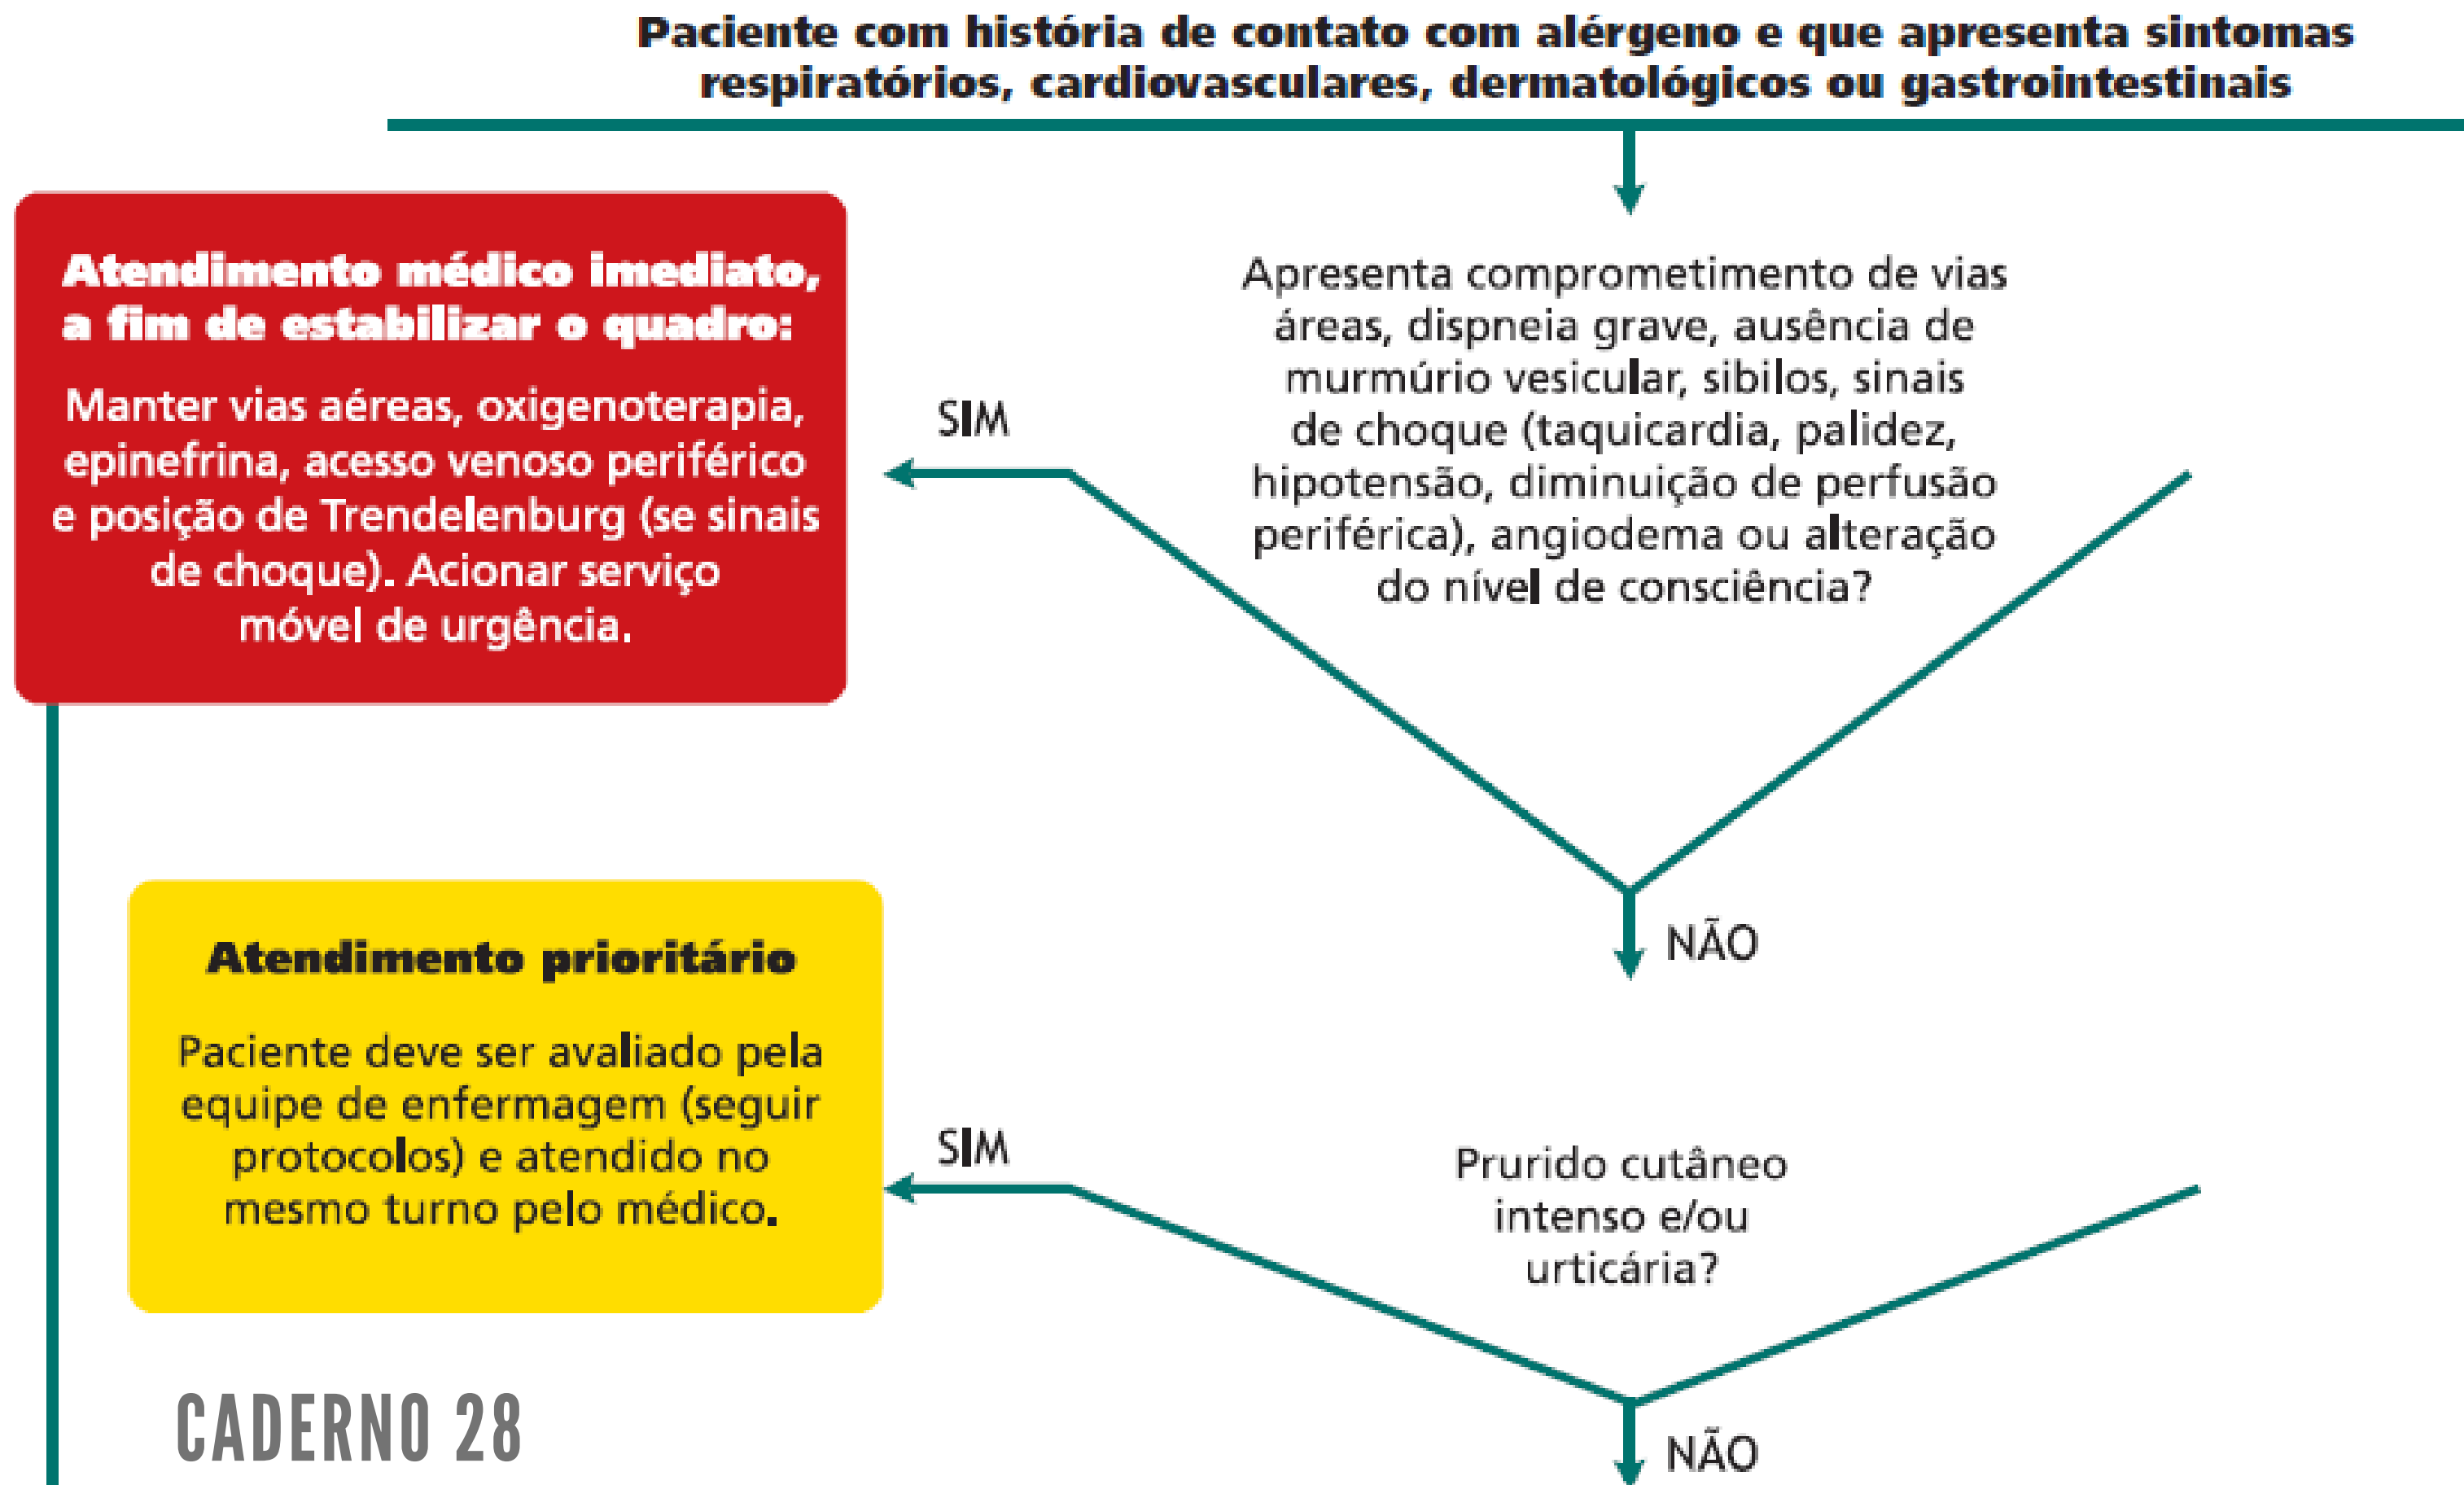 Paciente com história de contato com alérgeno e que apresenta sintomas
respiratórios, cardiovasculares, dermatológicos ou gastrointestinais
Atendimento médico imediato,
a fim de estabilizar o quadro:
Manter vias aéreas, oxigenoterapia,
epinefrina, acesso venoso periférico
e posição de Trendelenburg (se sinais
de choque). Acionar serviço
móvel de urgência.
SIM
Apresenta comprometimento de vias
áreas, dispneia grave, ausência de
murmúrio vesicular, sibilos, sinais
de choque (taquicardia, palidez,
hipotensão, diminuição de perfusão
periférica), angiodema ou alteração
do nível de consciência?
NÃO
Atendimento prioritário
Paciente deve ser avaliado pela
equipe de enfermagem (seguir
protocolos) e atendido no
mesmo turno pelo médico.
SIM
Prurido cutâneo
intenso e/ou
urticária?
NÃO
CADERNO 28